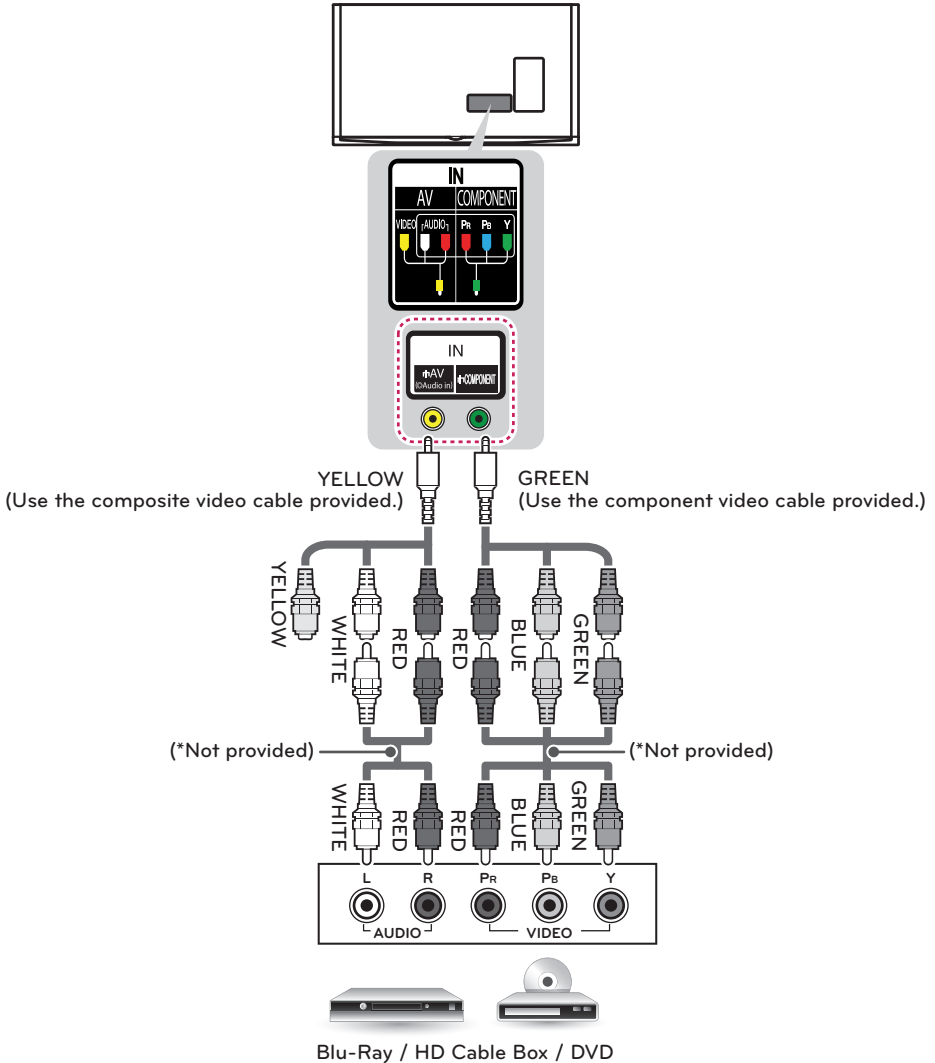 IN
AV COMPONENT
VIDEO AUDIO PR PB Y
IN
AV COMPONENT
(Audio in)
YELLOW GREEN
(Use the composite video cable provided.) (Use the component video cable provided.)
YELLOW WHITE RED RED BLUE GREEN
(*Not provided) (*Not provided)
WHITE RED RED BLUE GREEN
L R PR PB Y
AUDIO VIDEO
Blu-Ray / HD Cable Box / DVD